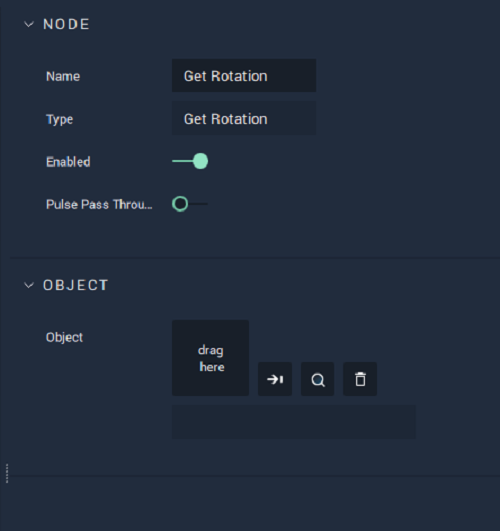 NODE
Name Get Rotation
Type Get Rotation
Enabled
Pulse Pass Throu...
OBJECT
Object
drag
here